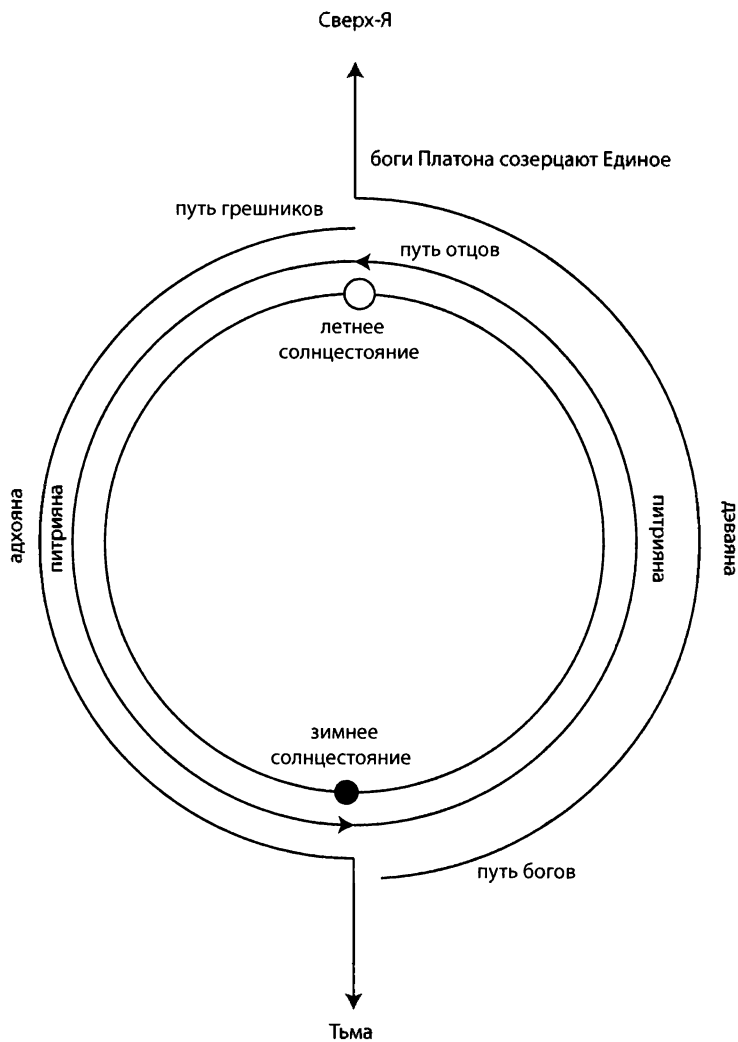 Сверх-Я
боги Платона созерцают Единое
путь грешников
путь отцов
летнее
солнцестояние
адхояна
питрияна
питрияна
дэваяна
зимнее
солнцестояние
путь богов
Тьма